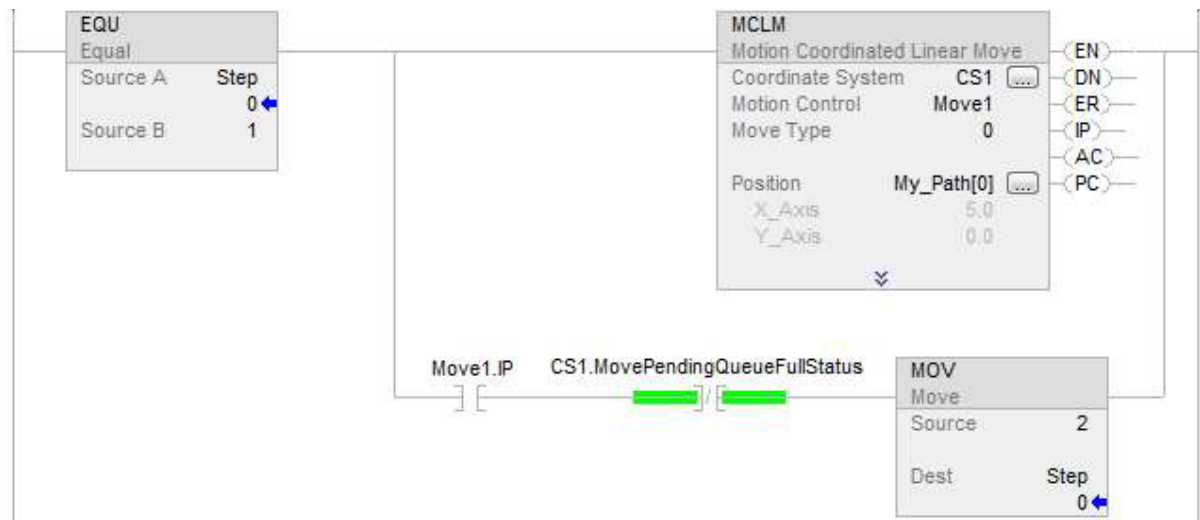 EQU
Equal
Source A Step
0
Source B 1
MCLM
Motion Coordinated Linear Move
Coordinate System CS1 ...
Motion Control Move1
Move Type 0
Position My_Path[0] ...
X_Axis 5.0
Y_Axis 0.0
EN
DN
ER
IP
AC
PC
Move1.IP CS1.MovePendingQueueFullStatus
MOV
Move
Source 2
Dest Step
0